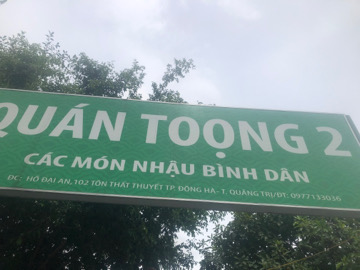 QUÁN TOỌNG 2
CÁC MÓN NHẬU BÌNH DÂN
ĐC: HỒ ĐẠI AN, 102 TÔN THẤT THUYẾT TP. ĐÔNG HÀ-T. QUẢNG TRỊ/ĐT: 0977133036